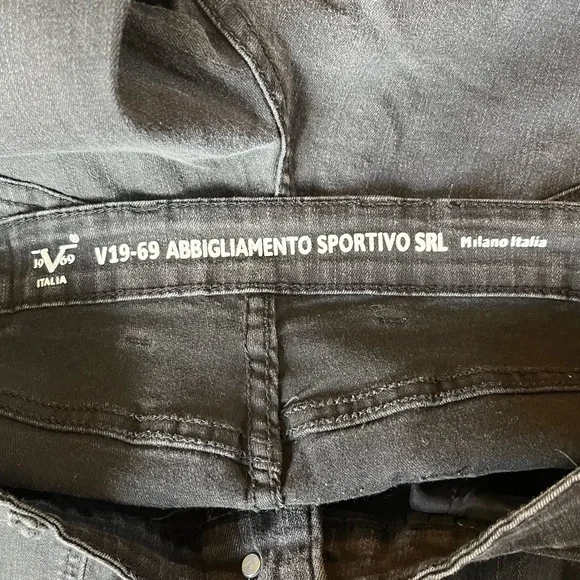 19V69 ®
ITALIA
V19-69 ABBIGLIAMENTO SPORTIVO SRL Milano Italia